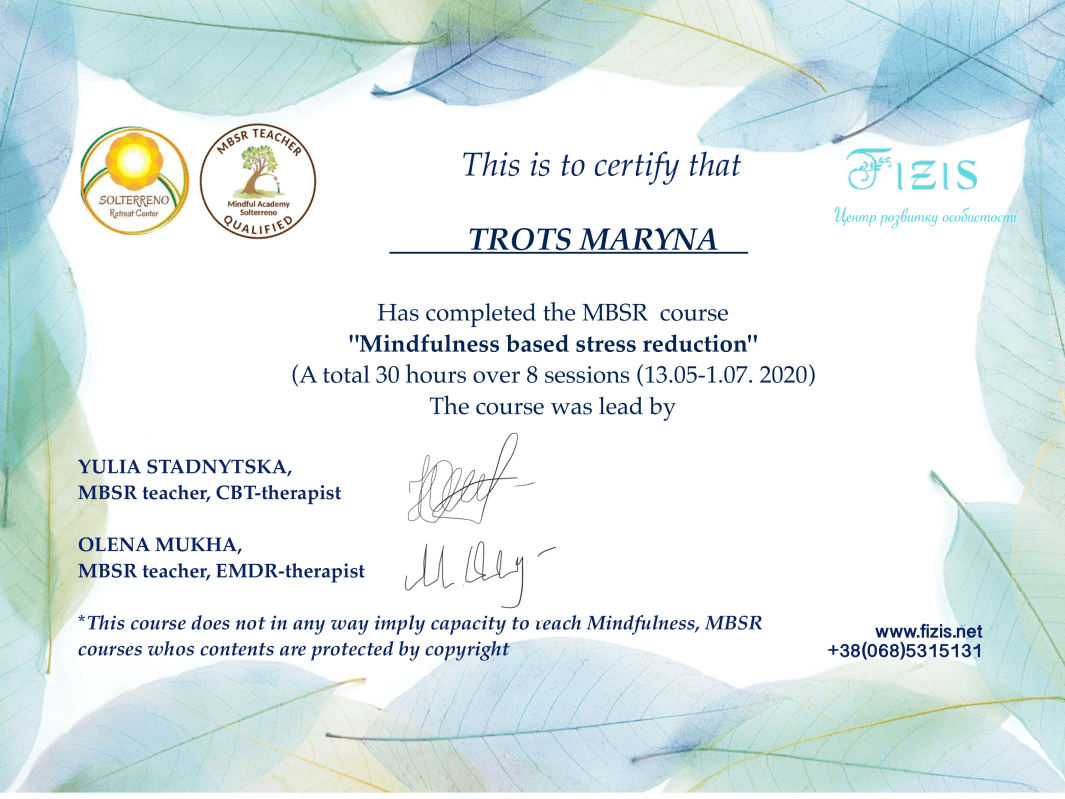 SOLTERRENO
Retreat Center
MBSR TEACHER
Mindful Academy
Solterreno
QUALIFIED
This is to certify that
FIZIS
Центр розвитку особистості
TROTS MARYNA
Has completed the MBSR course
"Mindfulness based stress reduction"
(A total 30 hours over 8 sessions (13.05-1.07. 2020)
The course was lead by
YULIA STADNYTSKA,
MBSR teacher, CBT-therapist
OLENA MUKHA,
MBSR teacher, EMDR-therapist
*This course does not in any way imply capacity to teach Mindfulness, MBSR
courses whos contents are protected by copyright
www.fizis.net
+38(068)5315131